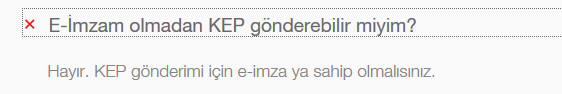 E-İmzam olmadan KEP gönderebilir miyim?
Hayır. KEP gönderimi için e-imza ya sahip olmalısınız.